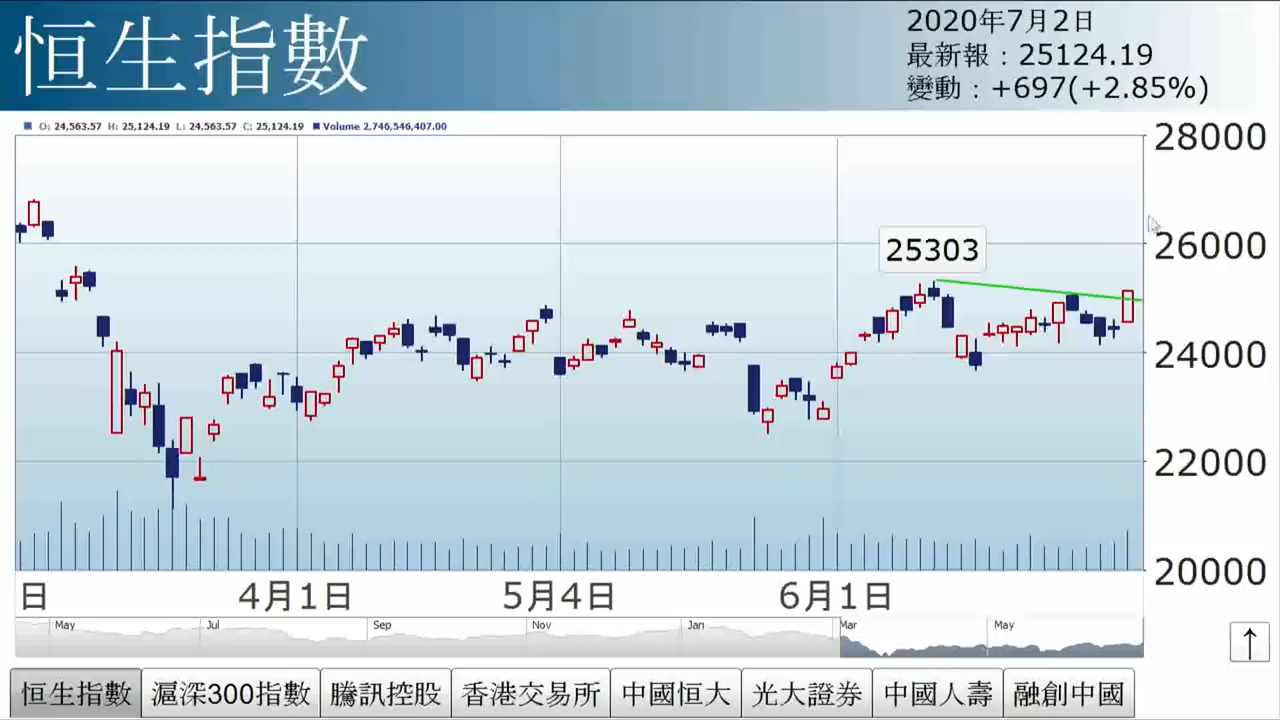 恒生指數
2020年7月2日
最新報：25124.19
變動：+697(+2.85%)
O: 24,563.57 H: 25,124.19 L: 24,563.57 C: 25,124.19 Volume 2,746,546,407.00
28000
26000
25303
24000
22000
20000
日 4月1日 5月4日 6月1日
May Jul Sep Nov Jan Mar May
↑
恒生指數 滬深300指數 騰訊控股 香港交易所 中國恒大 光大證券 中國人壽 融創中國